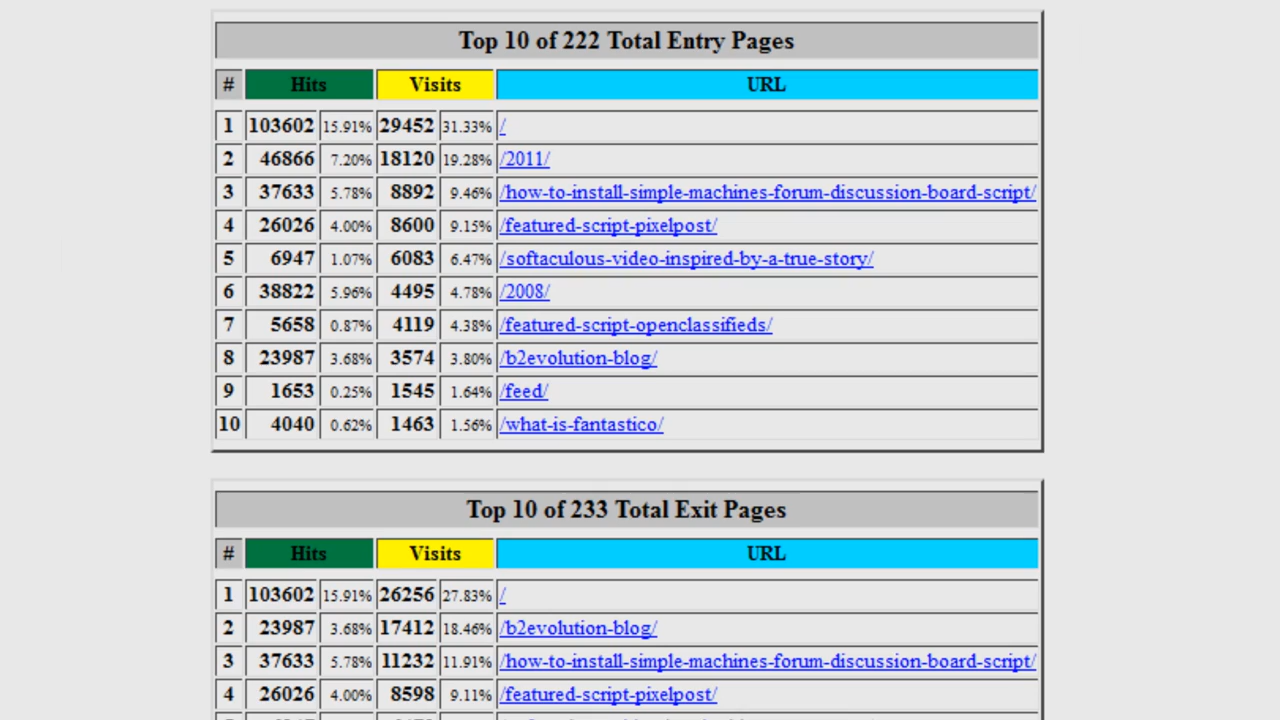 Top 10 of 222 Total Entry Pages
# Hits Visits URL
1 103602 15.91% 29452 31.33% /
2 46866 7.20% 18120 19.28% /2011/
3 37633 5.78% 8892 9.46% /how-to-install-simple-machines-forum-discussion-board-script/
4 26026 4.00% 8600 9.15% /featured-script-pixelpost/
5 6947 1.07% 6083 6.47% /softaculous-video-inspired-by-a-true-story/
6 38822 5.96% 4495 4.78% /2008/
7 5658 0.87% 4119 4.38% /featured-script-openclassifieds/
8 23987 3.68% 3574 3.80% /b2evolution-blog/
9 1653 0.25% 1545 1.64% /feed/
10 4040 0.62% 1463 1.56% /what-is-fantastico/
Top 10 of 233 Total Exit Pages
# Hits Visits URL
1 103602 15.91% 26256 27.83% /
2 23987 3.68% 17412 18.46% /b2evolution-blog/
3 37633 5.78% 11232 11.91% /how-to-install-simple-machines-forum-discussion-board-script/
4 26026 4.00% 8598 9.11% /featured-script-pixelpost/